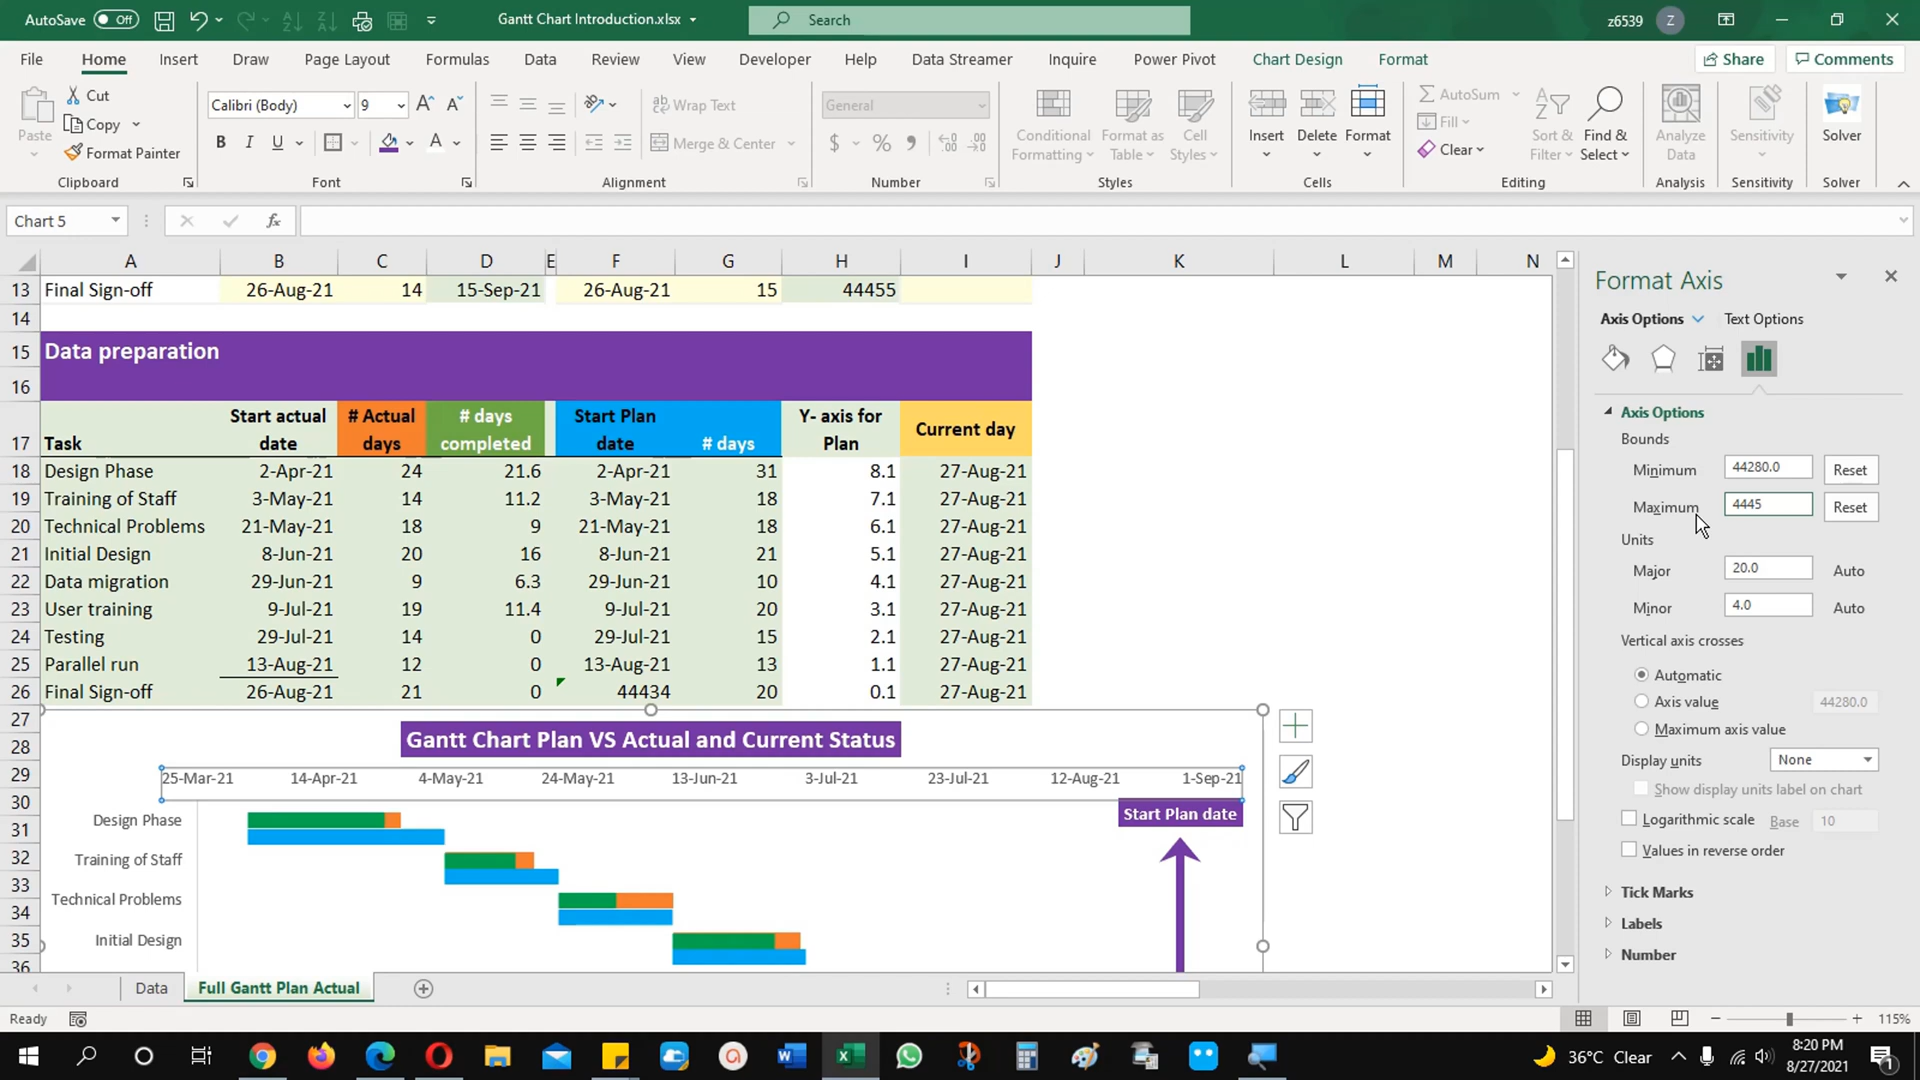 AutoSave Off Gantt Chart Introduction.xlsx Search z6539 Z
File Home Insert Draw Page Layout Formulas Data Review View Developer Help Data Streamer Inquire Power Pivot Chart Design Format Share Comments
Cut
Copy
Paste
Format Painter
Clipboard
Calibri (Body) 9
B I U
Font
Wrap Text
Merge & Center
Alignment
General
$ % ,
Number
Conditional Formatting
Format as Table
Cell Styles
Styles
Insert Delete Format
Cells
AutoSum
Fill
Clear
Sort & Filter
Find & Select
Editing
Analyze Data
Analysis
Sensitivity
Sensitivity
Solver
Solver
Chart 5 fx
A B C D E F G H I J K L M N
13 Final Sign-off 26-Aug-21 14 15-Sep-21 26-Aug-21 15 44455
14
15 Data preparation
16
17 Task Start actual date # Actual days # days completed Start Plan date # days Y- axis for Plan Current day
18 Design Phase 2-Apr-21 24 21.6 2-Apr-21 31 8.1 27-Aug-21
19 Training of Staff 3-May-21 14 11.2 3-May-21 18 7.1 27-Aug-21
20 Technical Problems 21-May-21 18 9 21-May-21 18 6.1 27-Aug-21
21 Initial Design 8-Jun-21 20 16 8-Jun-21 21 5.1 27-Aug-21
22 Data migration 29-Jun-21 9 6.3 29-Jun-21 10 4.1 27-Aug-21
23 User training 9-Jul-21 19 11.4 9-Jul-21 20 3.1 27-Aug-21
24 Testing 29-Jul-21 14 0 29-Jul-21 15 2.1 27-Aug-21
25 Parallel run 13-Aug-21 12 0 13-Aug-21 13 1.1 27-Aug-21
26 Final Sign-off 26-Aug-21 21 0 44434 20 0.1 27-Aug-21
27
28 Gantt Chart Plan VS Actual and Current Status
29 25-Mar-21 14-Apr-21 4-May-21 24-May-21 13-Jun-21 3-Jul-21 23-Jul-21 12-Aug-21 1-Sep-21
30 Start Plan date
31 Design Phase
32 Training of Staff
33
34 Technical Problems
35 Initial Design
36
Format Axis
Axis Options Text Options
Axis Options
Bounds
Minimum 44280.0 Reset
Maximum 4445 Reset
Units
Major 20.0 Auto
Minor 4.0 Auto
Vertical axis crosses
Automatic
Axis value 44280.0
Maximum axis value
Display units None
Show display units label on chart
Logarithmic scale Base 10
Values in reverse order
Tick Marks
Labels
Number
Data Full Gantt Plan Actual
Ready 115%
36°C Clear
8:20 PM
8/27/2021
1